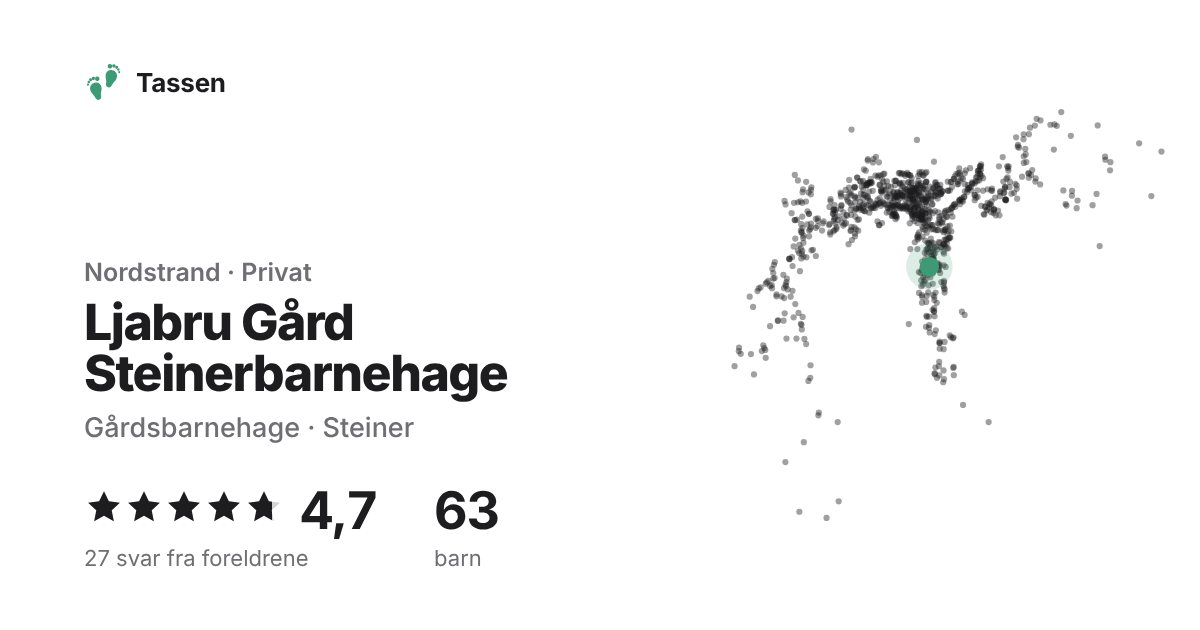 Tassen
Nordstrand · Privat
Ljabru Gård
Steinerbarnehage
Gårdsbarnehage · Steiner
4,7
63
27 svar fra foreldrene
barn